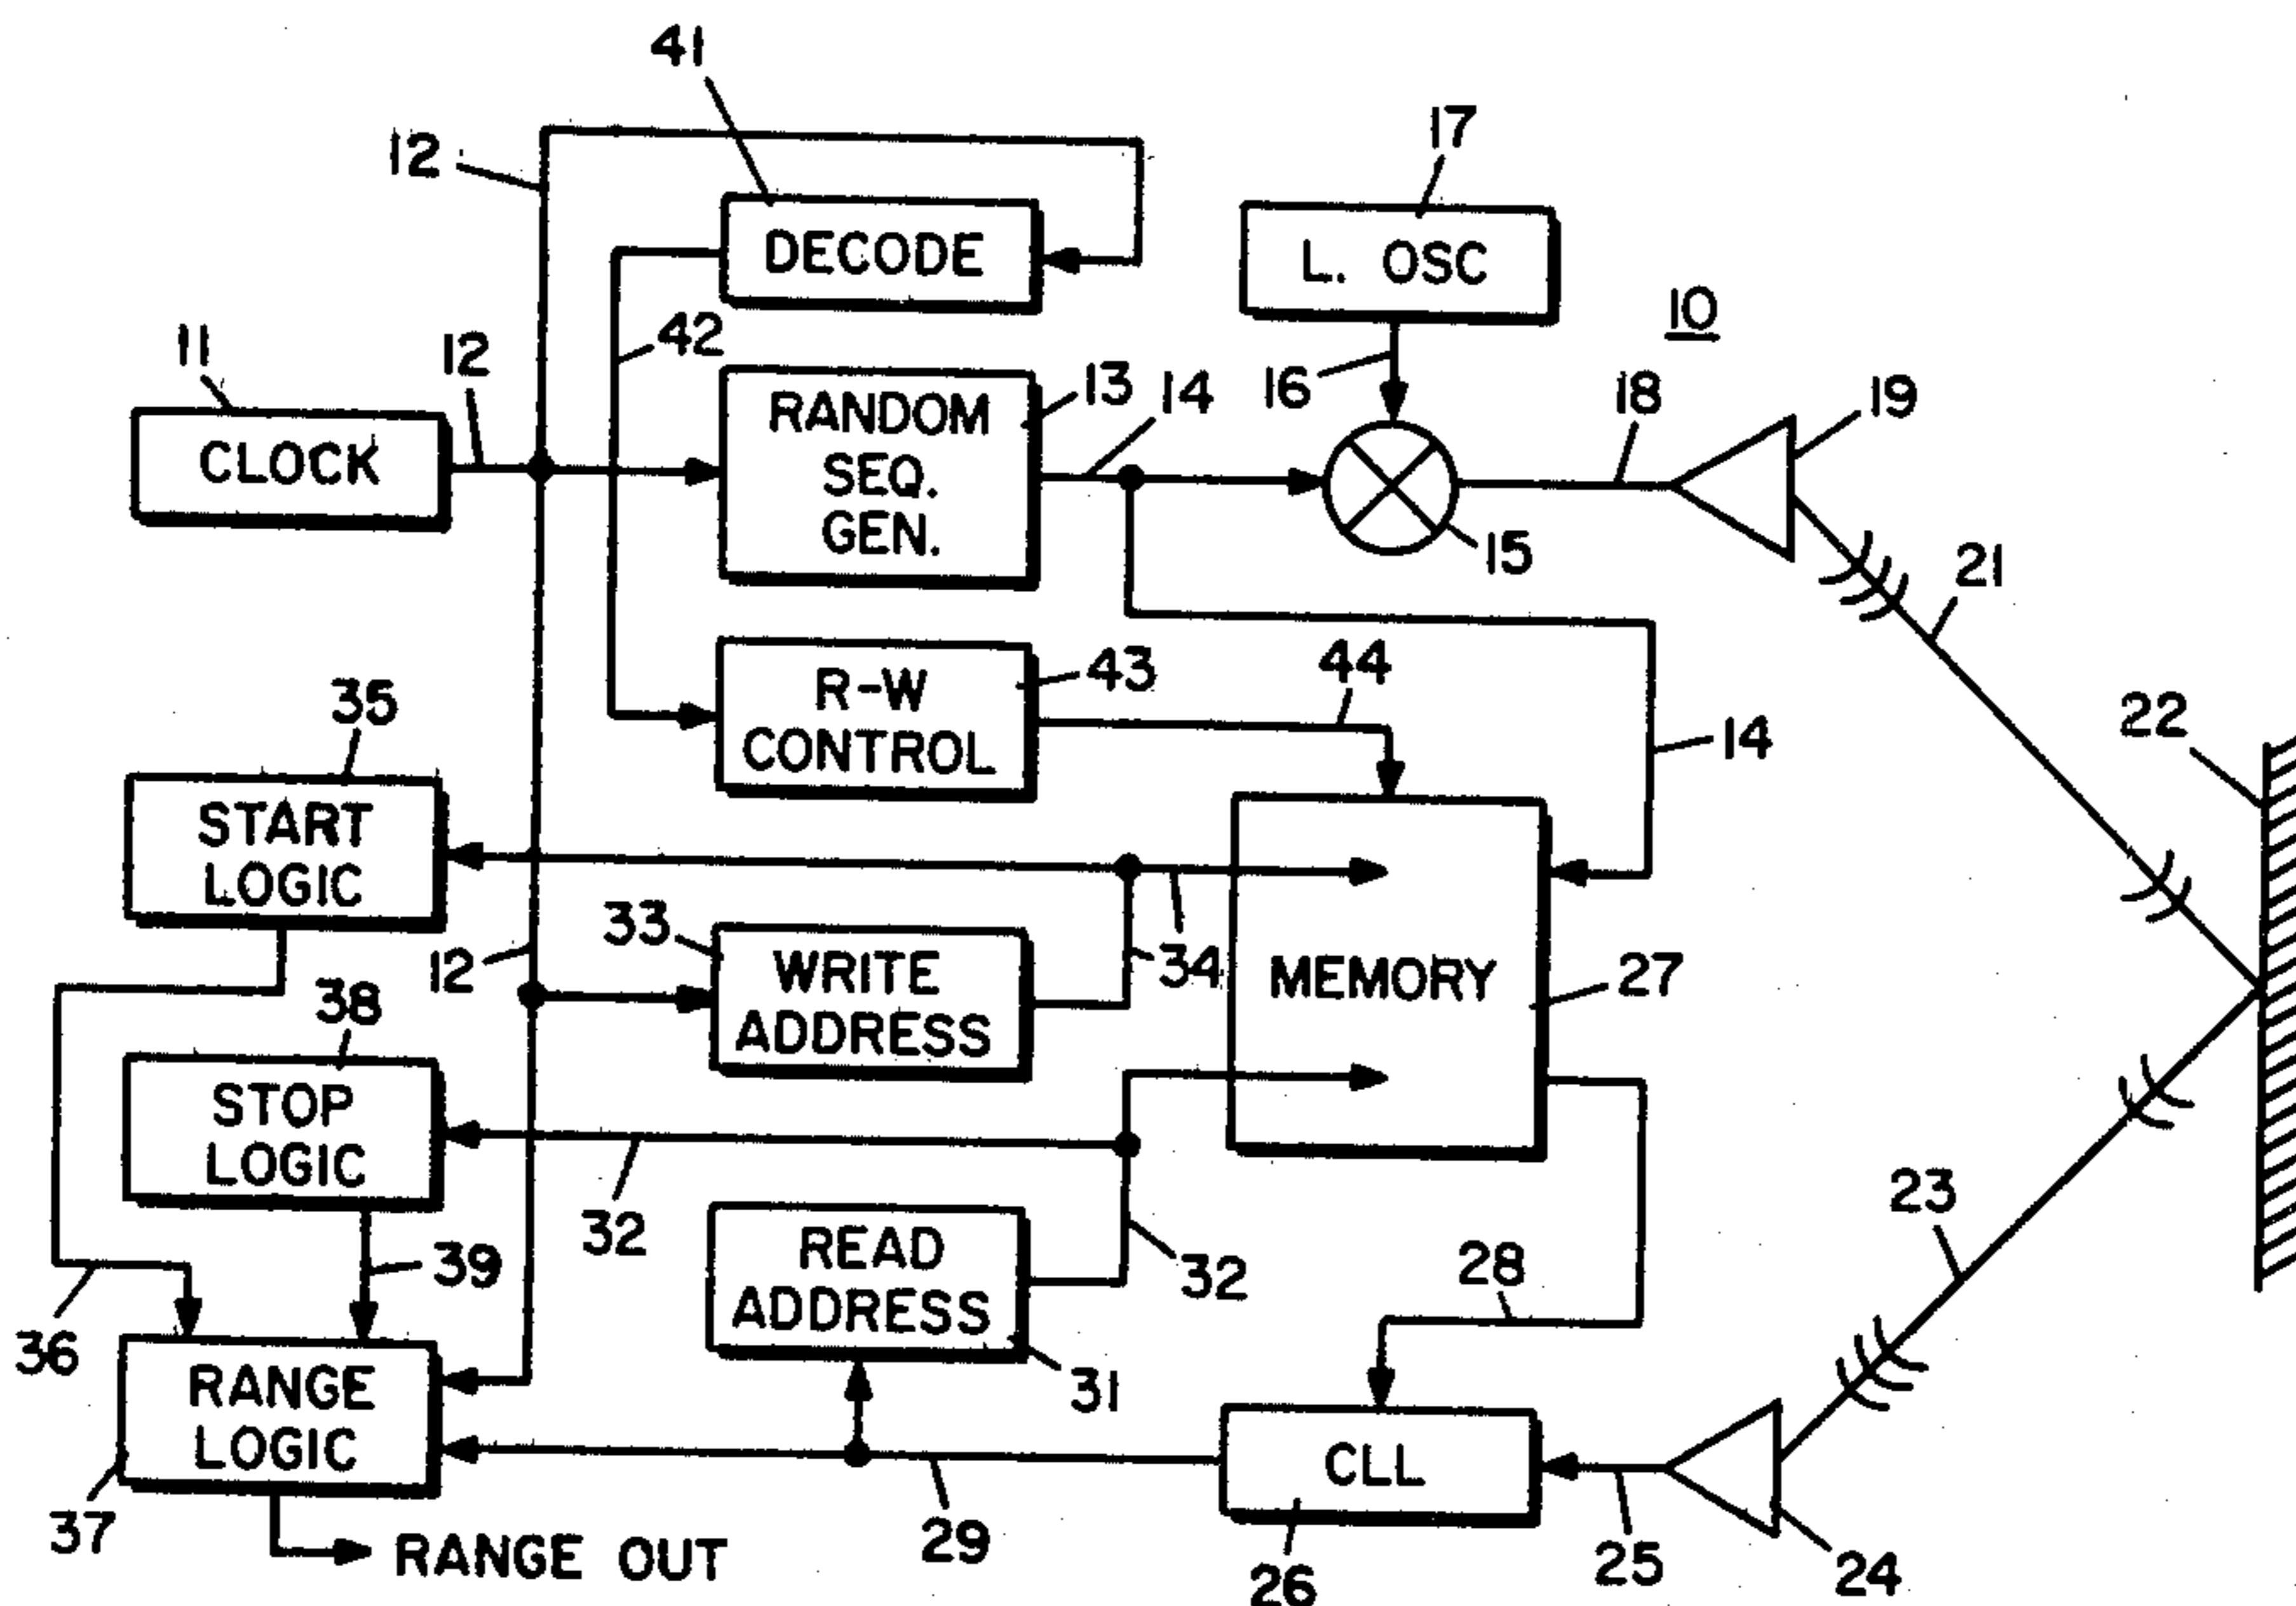 41
12
17
DECODE
L. OSC
10
11
12
42
13
14
16
18
19
CLOCK
RANDOM
SEQ.
GEN.
15
21
35
R-W
CONTROL
43
44
14
22
START
LOGIC
33
34
12
WRITE
ADDRESS
MEMORY
27
38
STOP
LOGIC
32
39
READ
ADDRESS
32
28
23
36
RANGE
LOGIC
31
CLL
37
RANGE OUT
29
26
25
24